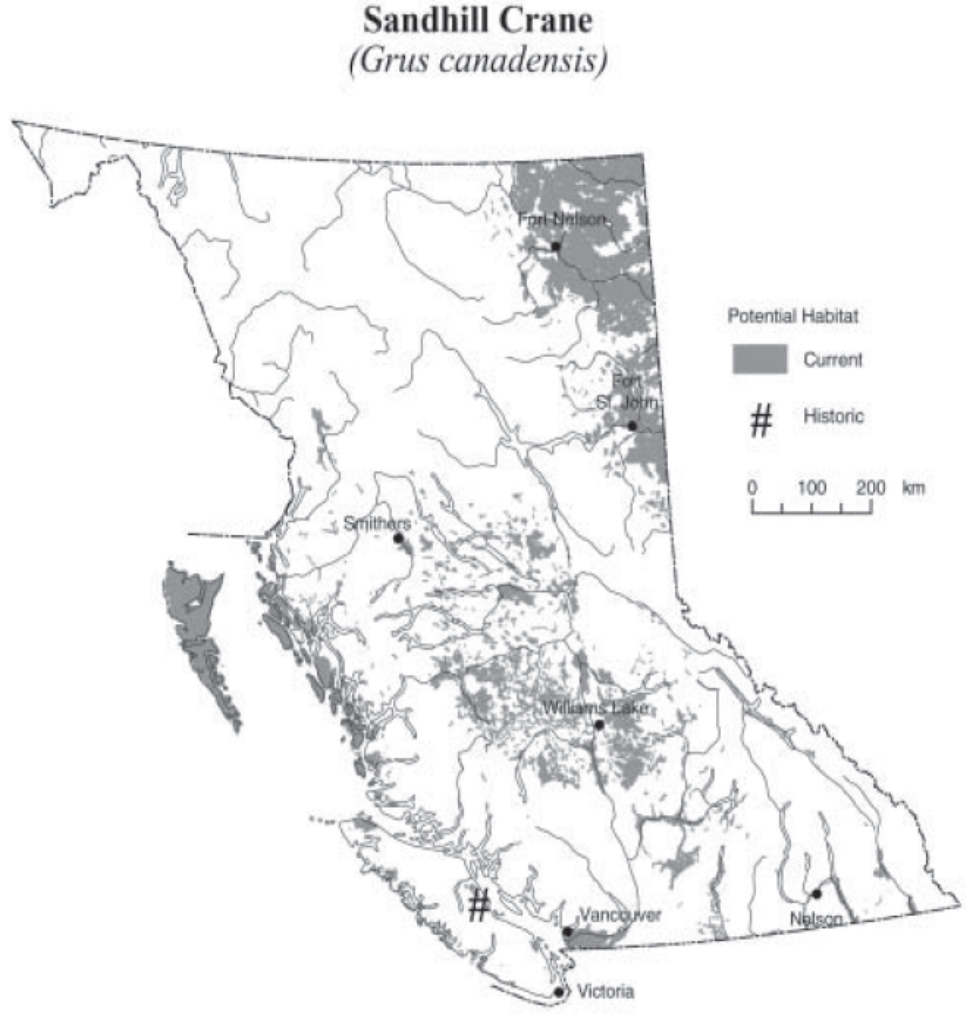 Sandhill Crane
(Grus canadensis)
Fort Nelson
Potential Habitat
Current
Fort
St. John
#
Historic
0 100 200 km
Smithers
Williams Lake
#
Vancouver
Nelson
Victoria